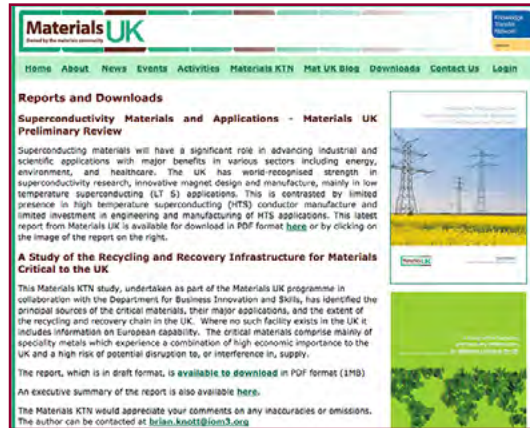 Materials UK
Owned by the materials community
Knowledge
Transfer
Network
Home About News Events Activities Materials KTN Mat UK Blog Downloads Contact Us Login
Reports and Downloads
Superconductivity Materials and Applications - Materials UK
Preliminary Review
Superconducting materials will have a significant role in advancing industrial and
scientific applications with major benefits in various sectors including energy,
environment, and healthcare. The UK has world-recognised strength in
superconductivity research, innovative magnet design and manufacture, mainly in low
temperature superconducting (LT S) applications. This is contrasted by limited
presence in high temperature superconducting (HTS) conductor manufacture and
limited investment in engineering and manufacturing of HTS applications. This latest
report from Materials UK is available for download in PDF format here or by clicking on
the image of the report on the right.
A Study of the Recycling and Recovery Infrastructure for Materials
Critical to the UK
This Materials KTN study, undertaken as part of the Materials UK programme in
collaboration with the Department for Business Innovation and Skills, has identified the
principal sources of the critical materials, their major applications, and the extent of
the recycling and recovery chain in the UK. Where no such facility exists in the UK it
includes information on European capability. The critical materials comprise mainly of
speciality metals which experience a combination of high economic importance to the
UK and a high risk of potential disruption to, or interference in, supply.
The report, which is in draft format, is available to download in PDF format (1MB)
An executive summary of the report is also available here.
The Materials KTN would appreciate your comments on any inaccuracies or omissions.
The author can be contacted at brian.knott@iom3.org